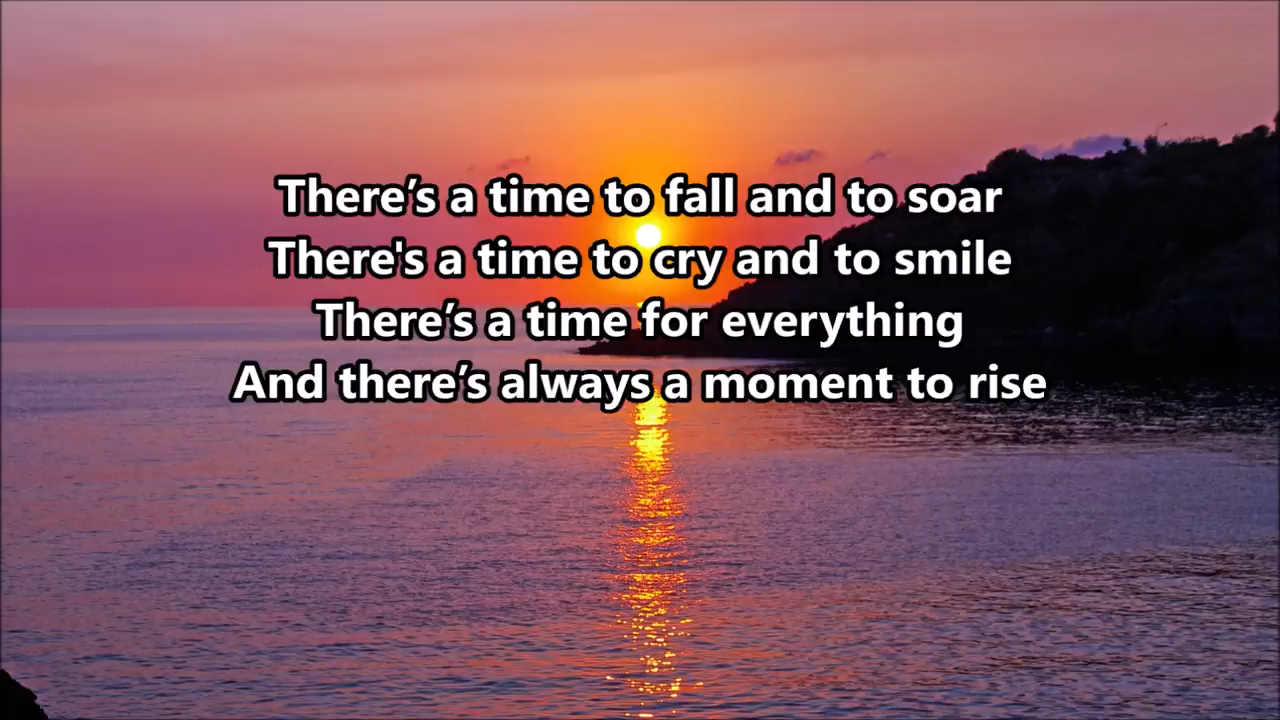 There’s a time to fall and to soar
There's a time to cry and to smile
There’s a time for everything
And there’s always a moment to rise